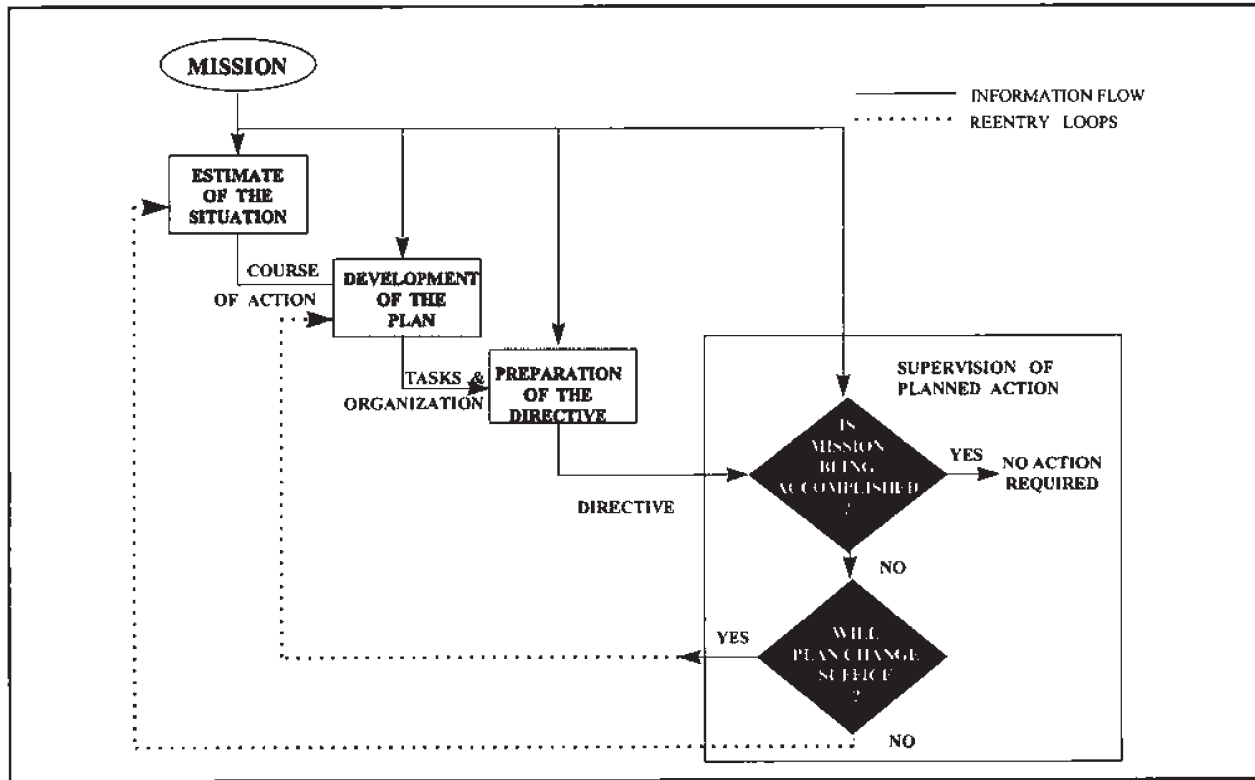 MISSION
INFORMATION FLOW
REENTRY LOOPS
ESTIMATE
OF THE
SITUATION
COURSE
OF ACTION
DEVELOPMENT
OF THE
PLAN
TASKS &
ORGANIZATION
PREPARATION
OF THE
DIRECTIVE
DIRECTIVE
SUPERVISION OF
PLANNED ACTION
IS
MISSION
BEING
ACCOMPLISHED
?
YES
NO ACTION
REQUIRED
NO
WILL
PLAN CHANGE
SUFFICE
?
YES
NO